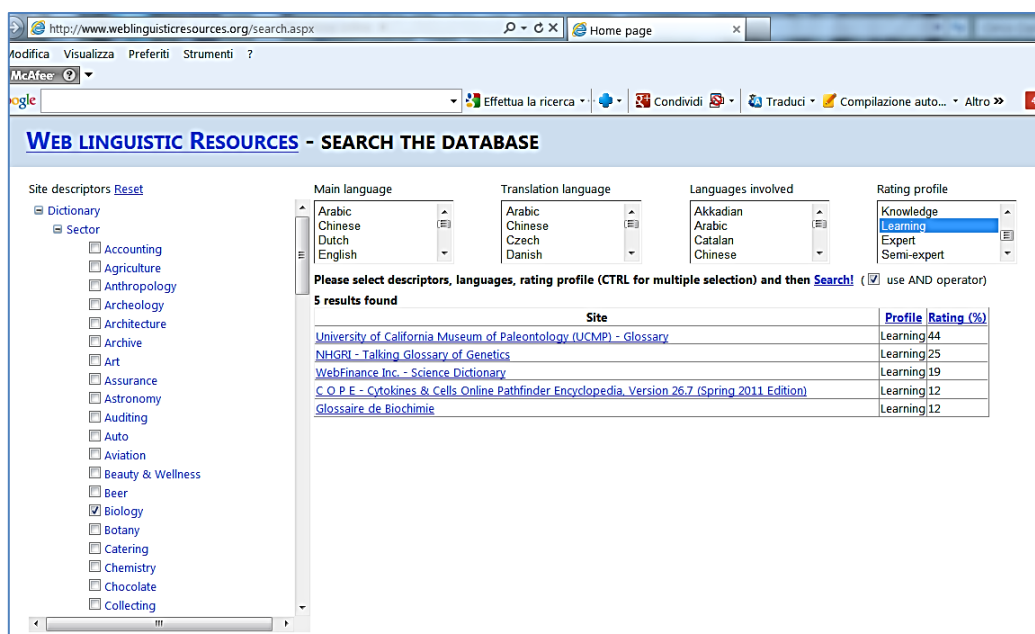 http://www.weblinguisticresources.org/search.aspx
Home page
Modifica Visualizza Preferiti Strumenti ?
McAfee
Effettua la ricerca Condividi Traduci Compilazione auto... Altro »
WEB LINGUISTIC RESOURCES - SEARCH THE DATABASE
Site descriptors Reset
Dictionary
Sector
Accounting
Agriculture
Anthropology
Archeology
Architecture
Archive
Art
Assurance
Astronomy
Auditing
Auto
Aviation
Beauty & Wellness
Beer
Biology
Botany
Catering
Chemistry
Chocolate
Collecting
Main language
Arabic
Chinese
Dutch
English
Translation language
Arabic
Chinese
Czech
Danish
Languages involved
Akkadian
Arabic
Catalan
Chinese
Rating profile
Knowledge
Learning
Expert
Semi-expert
Please select descriptors, languages, rating profile (CTRL for multiple selection) and then Search! ( use AND operator)
5 results found
Site Profile Rating (%)
University of California Museum of Paleontology (UCMP) - Glossary Learning 44
NHGRI - Talking Glossary of Genetics Learning 25
WebFinance Inc. - Science Dictionary Learning 19
C O P E - Cytokines & Cells Online Pathfinder Encyclopedia, Version 26.7 (Spring 2011 Edition) Learning 12
Glossaire de Biochimie Learning 12